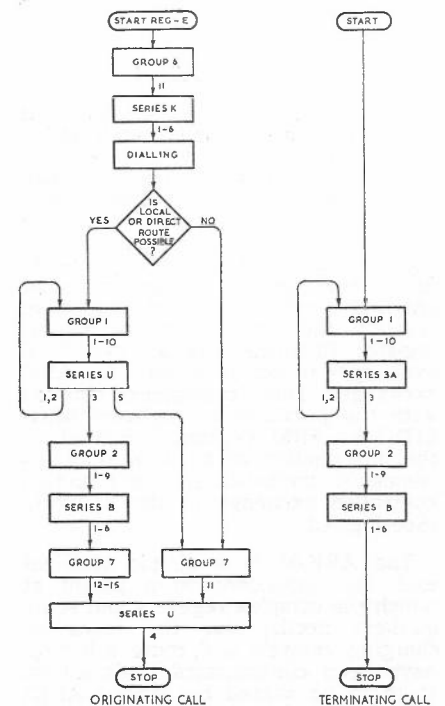 START REG-E
GROUP 6
11
SERIES K
1-6
DIALLING
IS
LOCAL
OR DIRECT
ROUTE
POSSIBLE
?
YES
NO
GROUP 1
1-10
SERIES U
1,2
3
5
GROUP 2
1-9
SERIES B
1-6
GROUP 7
12-15
GROUP 7
11
SERIES U
4
STOP
ORIGINATING CALL
START
GROUP 1
1-10
SERIES 3A
1,2
3
GROUP 2
1-9
SERIES B
1-6
STOP
TERMINATING CALL